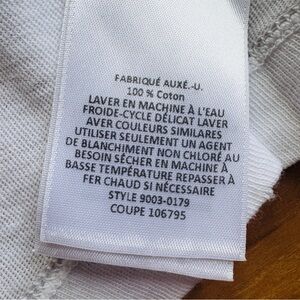 FABRIQUÉ AUXÉ.-U.
100 % Coton
LAVER EN MACHINE À L'EAU
FROIDE-CYCLE DÉLICAT LAVER
AVER COULEURS SIMILAIRES
UTILISER SEULEMENT UN AGENT
DE BLANCHIMENT NON CHLORÉ AU
BESOIN SÉCHER EN MACHINE À
BASSE TEMPÉRATURE REPASSER À
FER CHAUD SI NÉCESSAIRE
STYLE 9003-0179
COUPE 106795